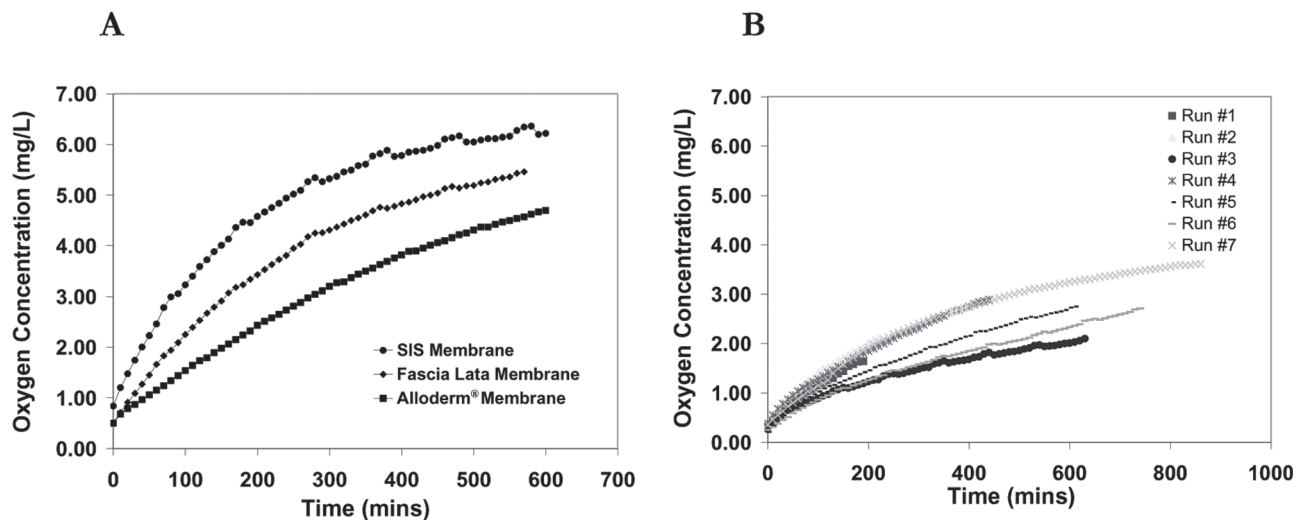 A
Oxygen Concentration (mg/L)
7.00
6.00
5.00
4.00
3.00
2.00
1.00
0.00
SIS Membrane
Fascia Lata Membrane
Alloderm® Membrane
0 100 200 300 400 500 600 700
Time (mins)
B
Oxygen Concentration (mg/L)
7.00
6.00
5.00
4.00
3.00
2.00
1.00
0.00
Run #1
Run #2
Run #3
Run #4
Run #5
Run #6
Run #7
0 200 400 600 800 1000
Time (mins)